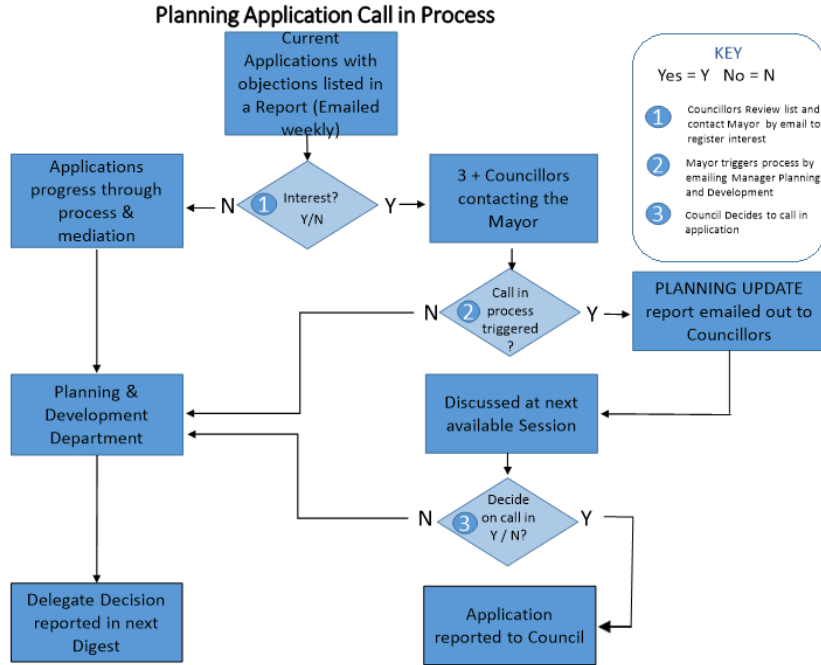 Planning Application Call in Process
Current
Applications with
objections listed in
a Report (Emailed
weekly)
KEY
Yes = Y   No = N
1
Councillors Review list and
contact Mayor by email to
register interest
2
Mayor triggers process by
emailing Manager Planning
and Development
3
Council Decides to call in
application
Applications
progress through
process &
mediation
N
1
Interest?
Y/N
Y
3 + Councillors
contacting the
Mayor
N
2
Call in
process
triggered
?
Y
PLANNING UPDATE
report emailed out to
Councillors
Planning &
Development
Department
Discussed at next
available Session
N
3
Decide
on call in
Y / N?
Y
Delegate Decision
reported in next
Digest
Application
reported to Council